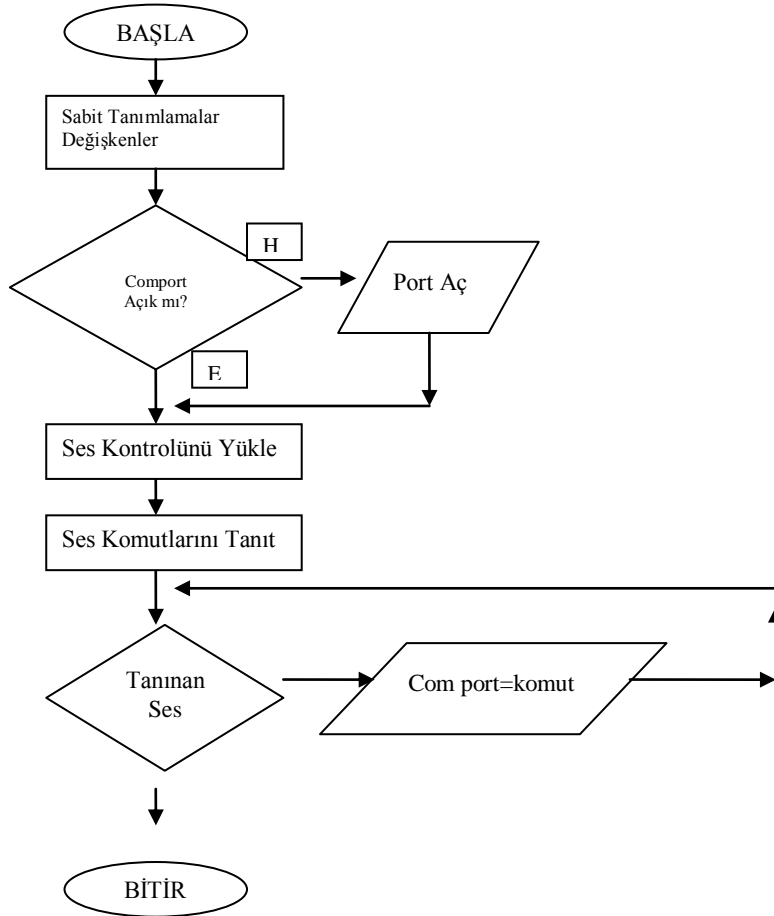 BAŞLA
Sabit Tanımlamalar
Değişkenler
H
Comport
Açık mı?
Port Aç
E
Ses Kontrolünü Yükle
Ses Komutlarını Tanıt
Tanınan
Ses
Com port=komut
BİTİR